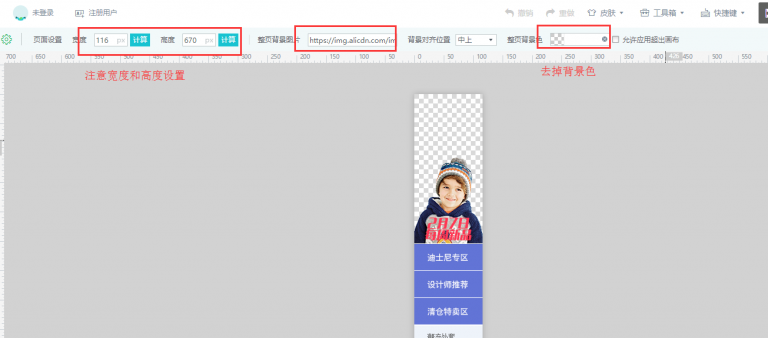 未登录 注册用户 撤销 重做 皮肤 工具箱 快捷键
页面设置 宽度 116 px 计算 高度 670 px 计算 整页背景图片 https://img.alicdn.com/im 背景对齐位置 中上 整页背景色 允许应用超出画布
700 650 600 550 500 450 400 350 300 250 200 150 100 50 0 50 100 150 200 250 300 350 400 450 500
注意宽度和高度设置
去掉背景色
2月7日
迪士尼专区
设计师推荐
清仓特卖区